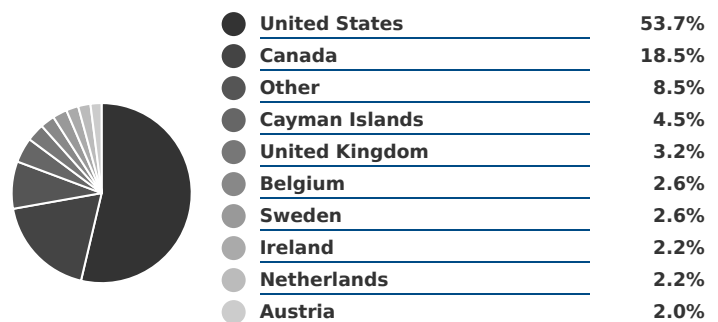 United States 53.7%
Canada 18.5%
Other 8.5%
Cayman Islands 4.5%
United Kingdom 3.2%
Belgium 2.6%
Sweden 2.6%
Ireland 2.2%
Netherlands 2.2%
Austria 2.0%